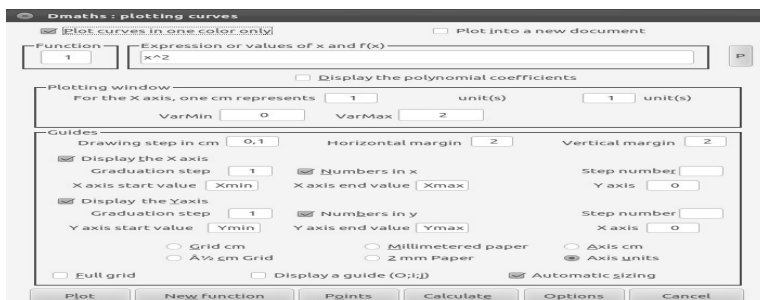 Dmaths : plotting curves
Plot curves in one color only Plot into a new document
Function Expression or values of x and f(x)
1 x^2 P
Display the polynomial coefficients
Plotting window
For the X axis, one cm represents 1 unit(s) 1 unit(s)
VarMin 0 VarMax 2
Guides
Drawing step in cm 0,1 Horizontal margin 2 Vertical margin 2
Display the X axis
Graduation step 1 Numbers in x Step number
X axis start value Xmin X axis end value Xmax Y axis 0
Display the Yaxis
Graduation step 1 Numbers in y Step number
Y axis start value Ymin Y axis end value Ymax X axis 0
Grid cm Millimetered paper Axis cm
Â½ cm Grid 2 mm Paper Axis units
Full grid Display a guide (O;i;j) Automatic sizing
Plot New function Points Calculate Options Cancel